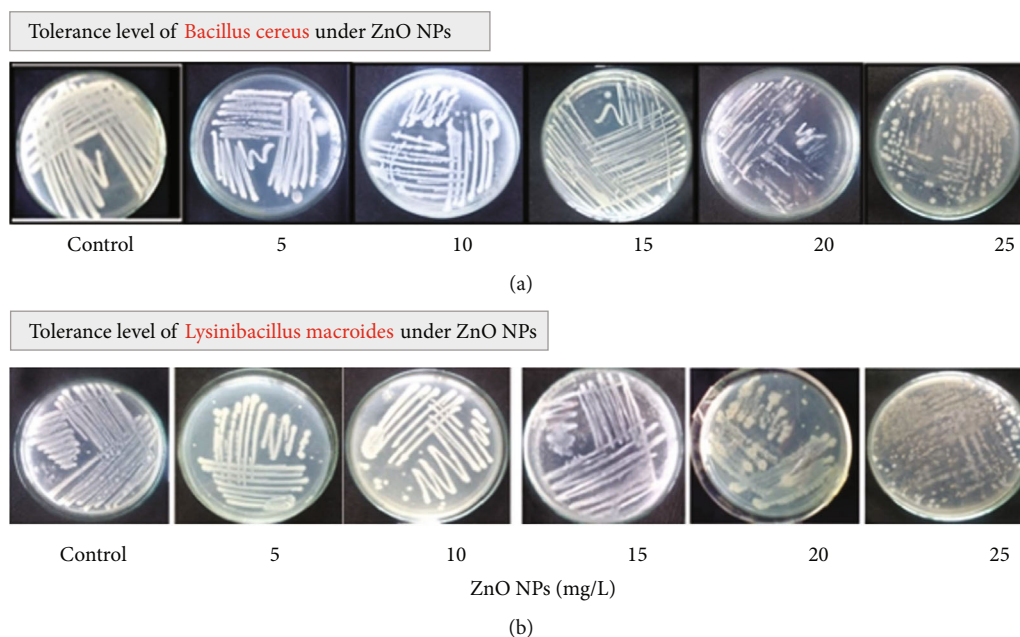 Tolerance level of Bacillus cereus under ZnO NPs
Control 5 10 15 20 25
(a)
Tolerance level of Lysinibacillus macroides under ZnO NPs
Control 5 10 15 20 25
ZnO NPs (mg/L)
(b)